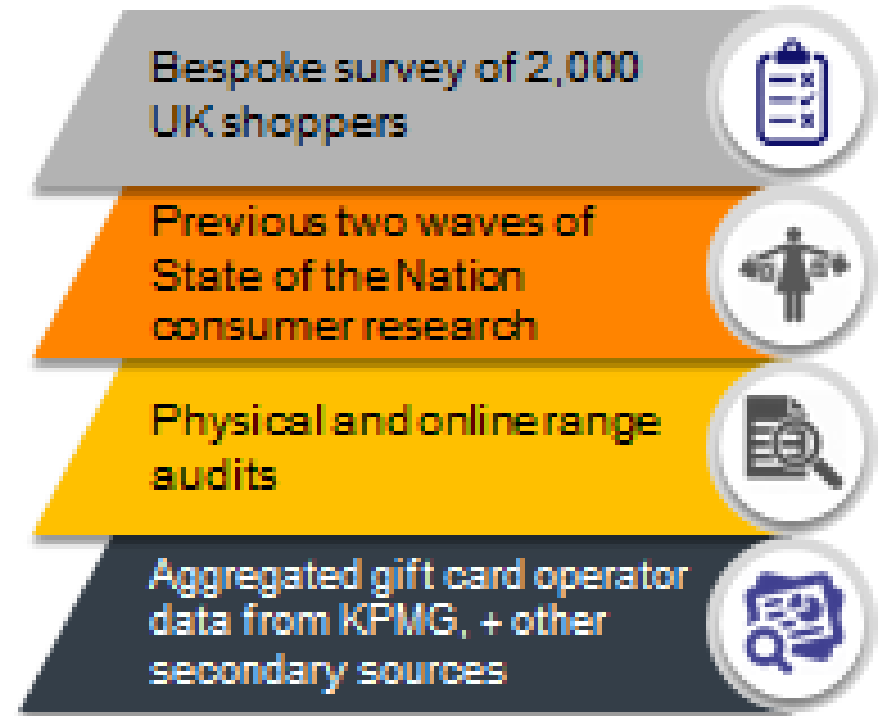 Bespoke survey of 2,000
UK shoppers
Previous two waves of
State of the Nation
consumer research
Physical and online range
audits
Aggregated gift card operator
data from KPMG, + other
secondary sources